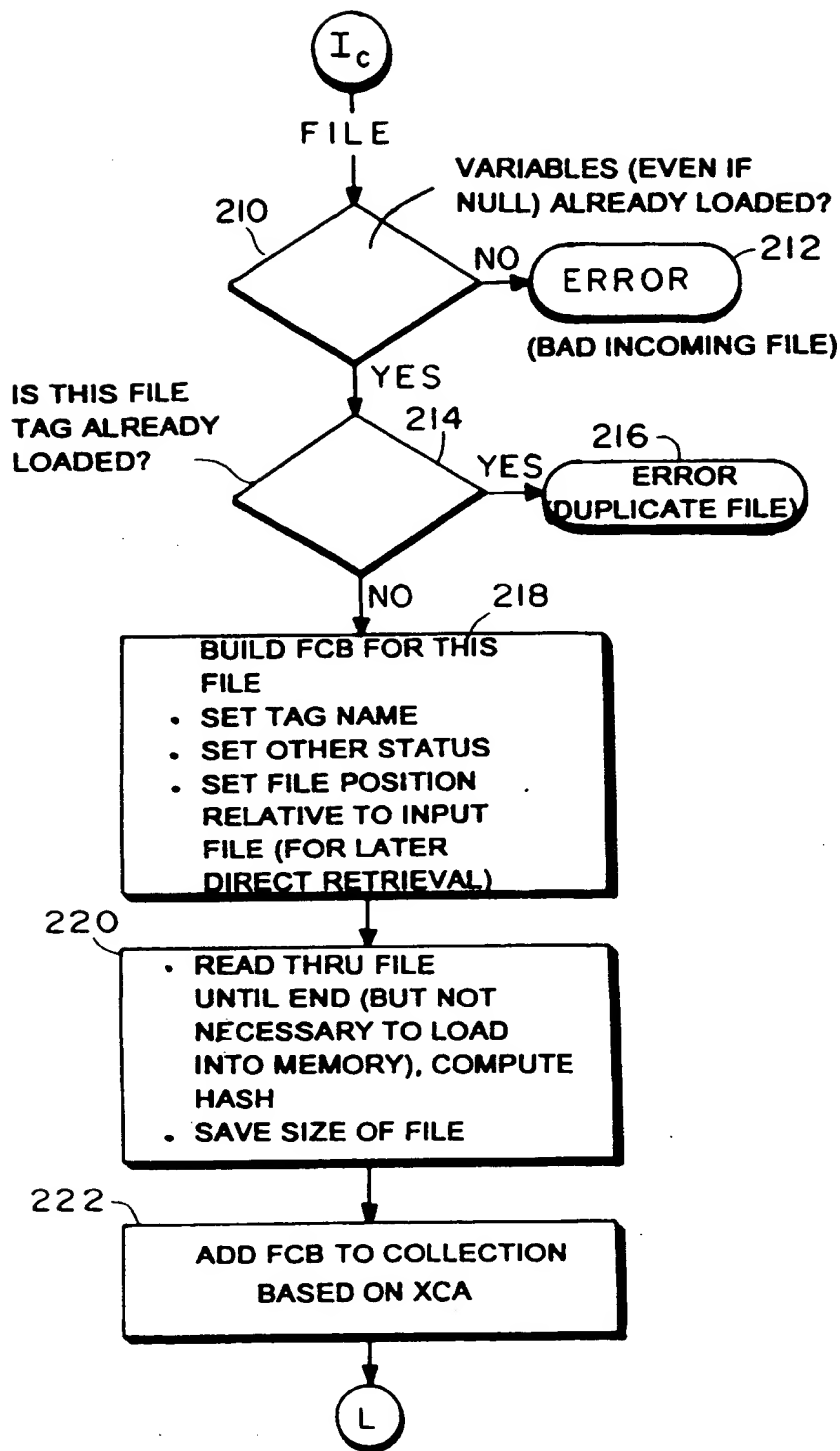 Ic
FILE
VARIABLES (EVEN IF
NULL) ALREADY LOADED?
210
NO
ERROR
212
(BAD INCOMING FILE)
YES
IS THIS FILE
TAG ALREADY
LOADED?
214
YES
216
ERROR
(DUPLICATE FILE)
NO
218
BUILD FCB FOR THIS
FILE
• SET TAG NAME
• SET OTHER STATUS
• SET FILE POSITION
RELATIVE TO INPUT
FILE (FOR LATER
DIRECT RETRIEVAL)
220
• READ THRU FILE
UNTIL END (BUT NOT
NECESSARY TO LOAD
INTO MEMORY), COMPUTE
HASH
• SAVE SIZE OF FILE
222
ADD FCB TO COLLECTION
BASED ON XCA
L